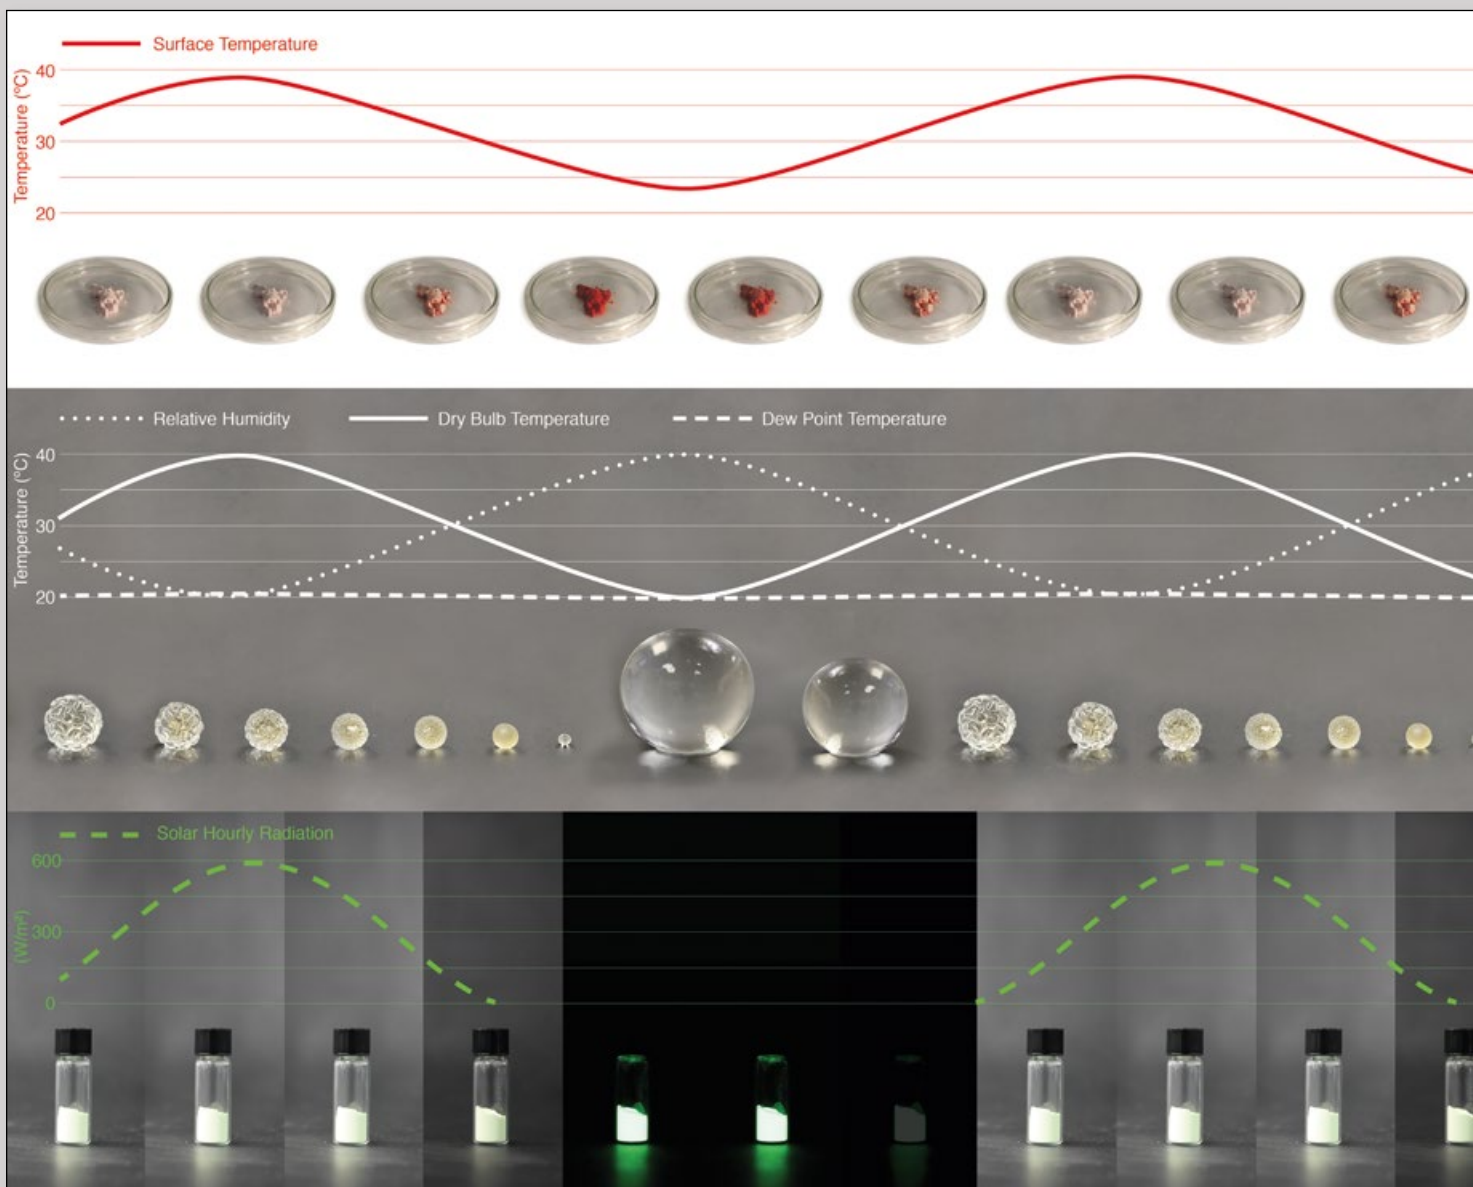 Surface Temperature
Temperature (°C)
40
30
20
Relative Humidity
Dry Bulb Temperature
Dew Point Temperature
Temperature (°C)
40
30
20
Solar Hourly Radiation
(W/m²)
600
300
0